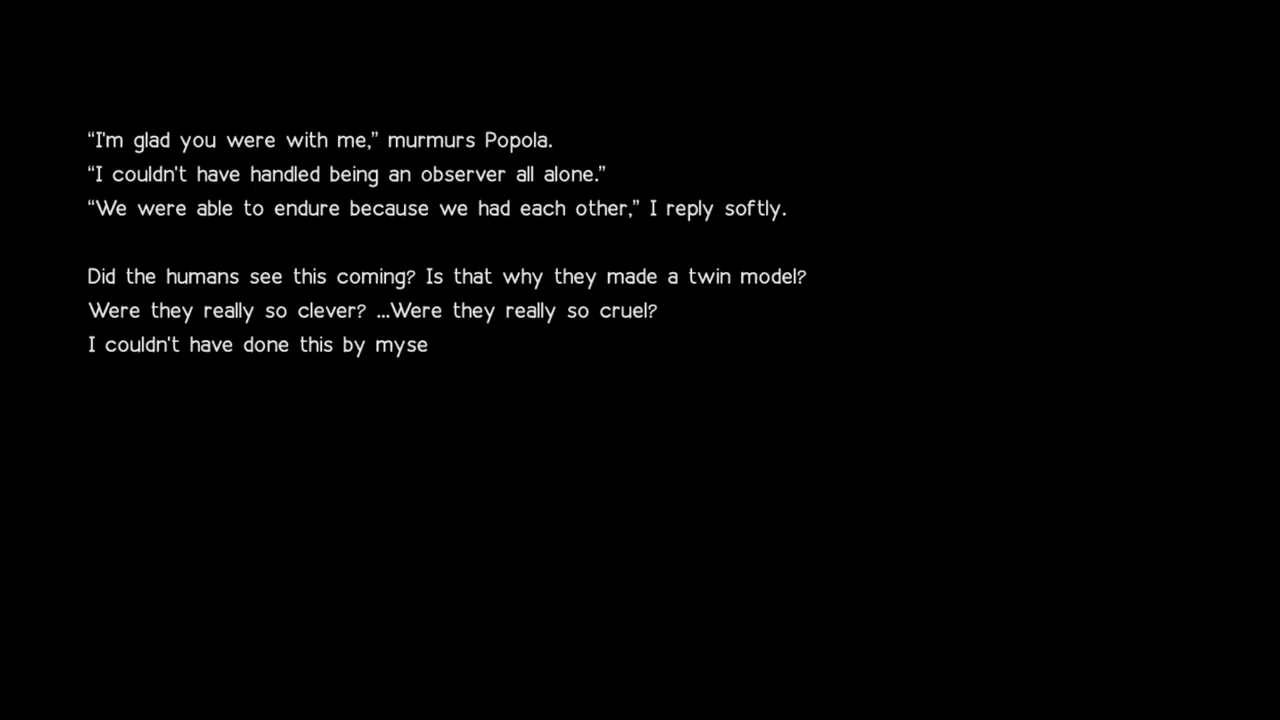 “I'm glad you were with me,” murmurs Popola.
“I couldn't have handled being an observer all alone.”
“We were able to endure because we had each other,” I reply softly.
Did the humans see this coming? Is that why they made a twin model?
Were they really so clever? ...Were they really so cruel?
I couldn't have done this by myse